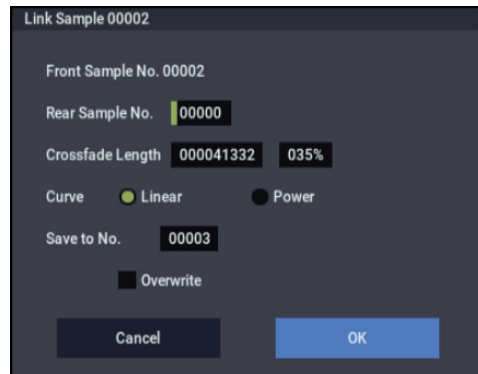 Link Sample 00002
Front Sample No. 00002
Rear Sample No. 00000
Crossfade Length 000041332 035%
Curve Linear Power
Save to No. 00003
Overwrite
Cancel OK